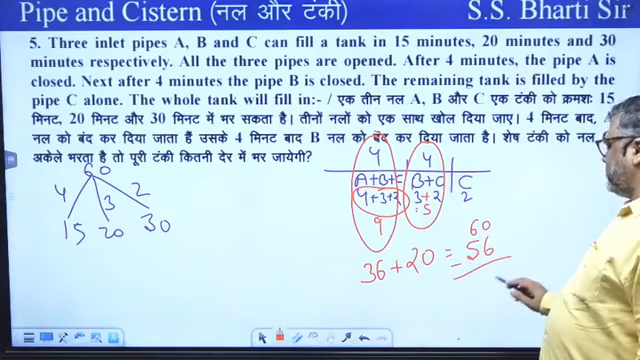 Pipe and Cistern (नल और टंकी) S.S. Bharti Sir
5. Three inlet pipes A, B and C can fill a tank in 15 minutes, 20 minutes and 30
minutes respectively. All the three pipes are opened. After 4 minutes, the pipe A is
closed. Next after 4 minutes the pipe B is closed. The remaining tank is filled by the
pipe C alone. The whole tank will fill in:- / एक तीन नल A, B और C एक टंकी को क्रमशः 15
मिनट, 20 मिनट और 30 मिनट में भर सकता है। तीनों नलों को एक साथ खोल दिया जाए। 4 मिनट बाद,
नल को बंद कर दिया जाता हैं उसके 4 मिनट बाद B नल को बंद कर दिया जाता है। शेष टंकी को नल
अकेले भरता है तो पूरी टंकी कितनी देर में भर जायेगी?
60
4 3 2
15 20 30
4 4
A+B+C B+C C
4+3+2 3+2 2
9 :5
60
36+20=56
-